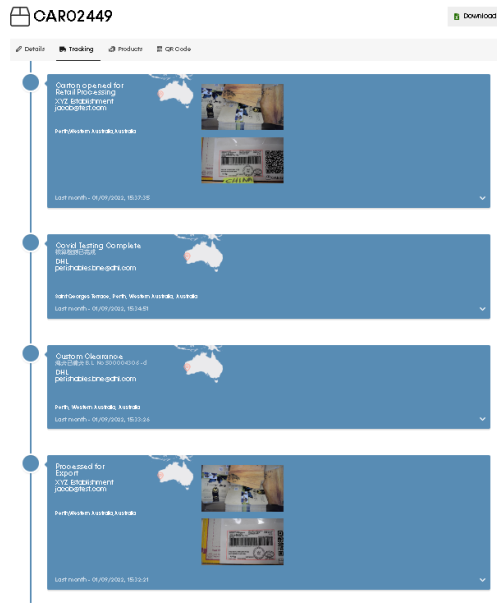 CAR02449
Download
Details
Tracking
Products
QR Code
Carton opened for
Retail Processing
XYZ Establishment
jacob@test.com
Perth,Western Australia,Australia
Last month - 01/09/2022, 15:37:35
Covid Testing Complete
DHL
perishables.bne@dhl.com
Saint Georges Terrace, Perth, Western Australia, Australia
Last month - 01/09/2022, 15:34:51
Custom Clearance
DHL
perishables.bne@dhl.com
Perth, Western Australia, Australia
Last month - 01/09/2022, 15:33:26
Processed for
Export
XYZ Establishment
jacob@test.com
Perth,Western Australia,Australia
Last month - 01/09/2022, 15:32:21